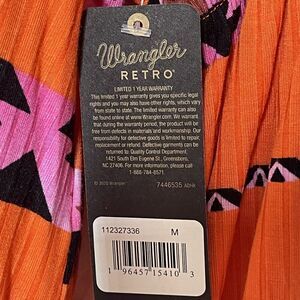 Wrangler
RETRO®
LIMITED 1 YEAR WARRANTY
This limited 1 year warranty gives you specific legal
rights and you may also have other rights, which vary
from state to state. The limited warranty can also
be found online at www.Wrangler.com. We warrant
that during the warranty period, the product will be
free from defects in materials and workmanship. Our
responsibility for defective goods is limited to repair,
replacement or refund. Defective garments should be
returned to: Quality Control Department.
1421 South Elm Eugene St., Greensboro,
NC 27406. For more information, please call
1-888-784-8571.
7446535
112327336 M
1 96457 15410 3